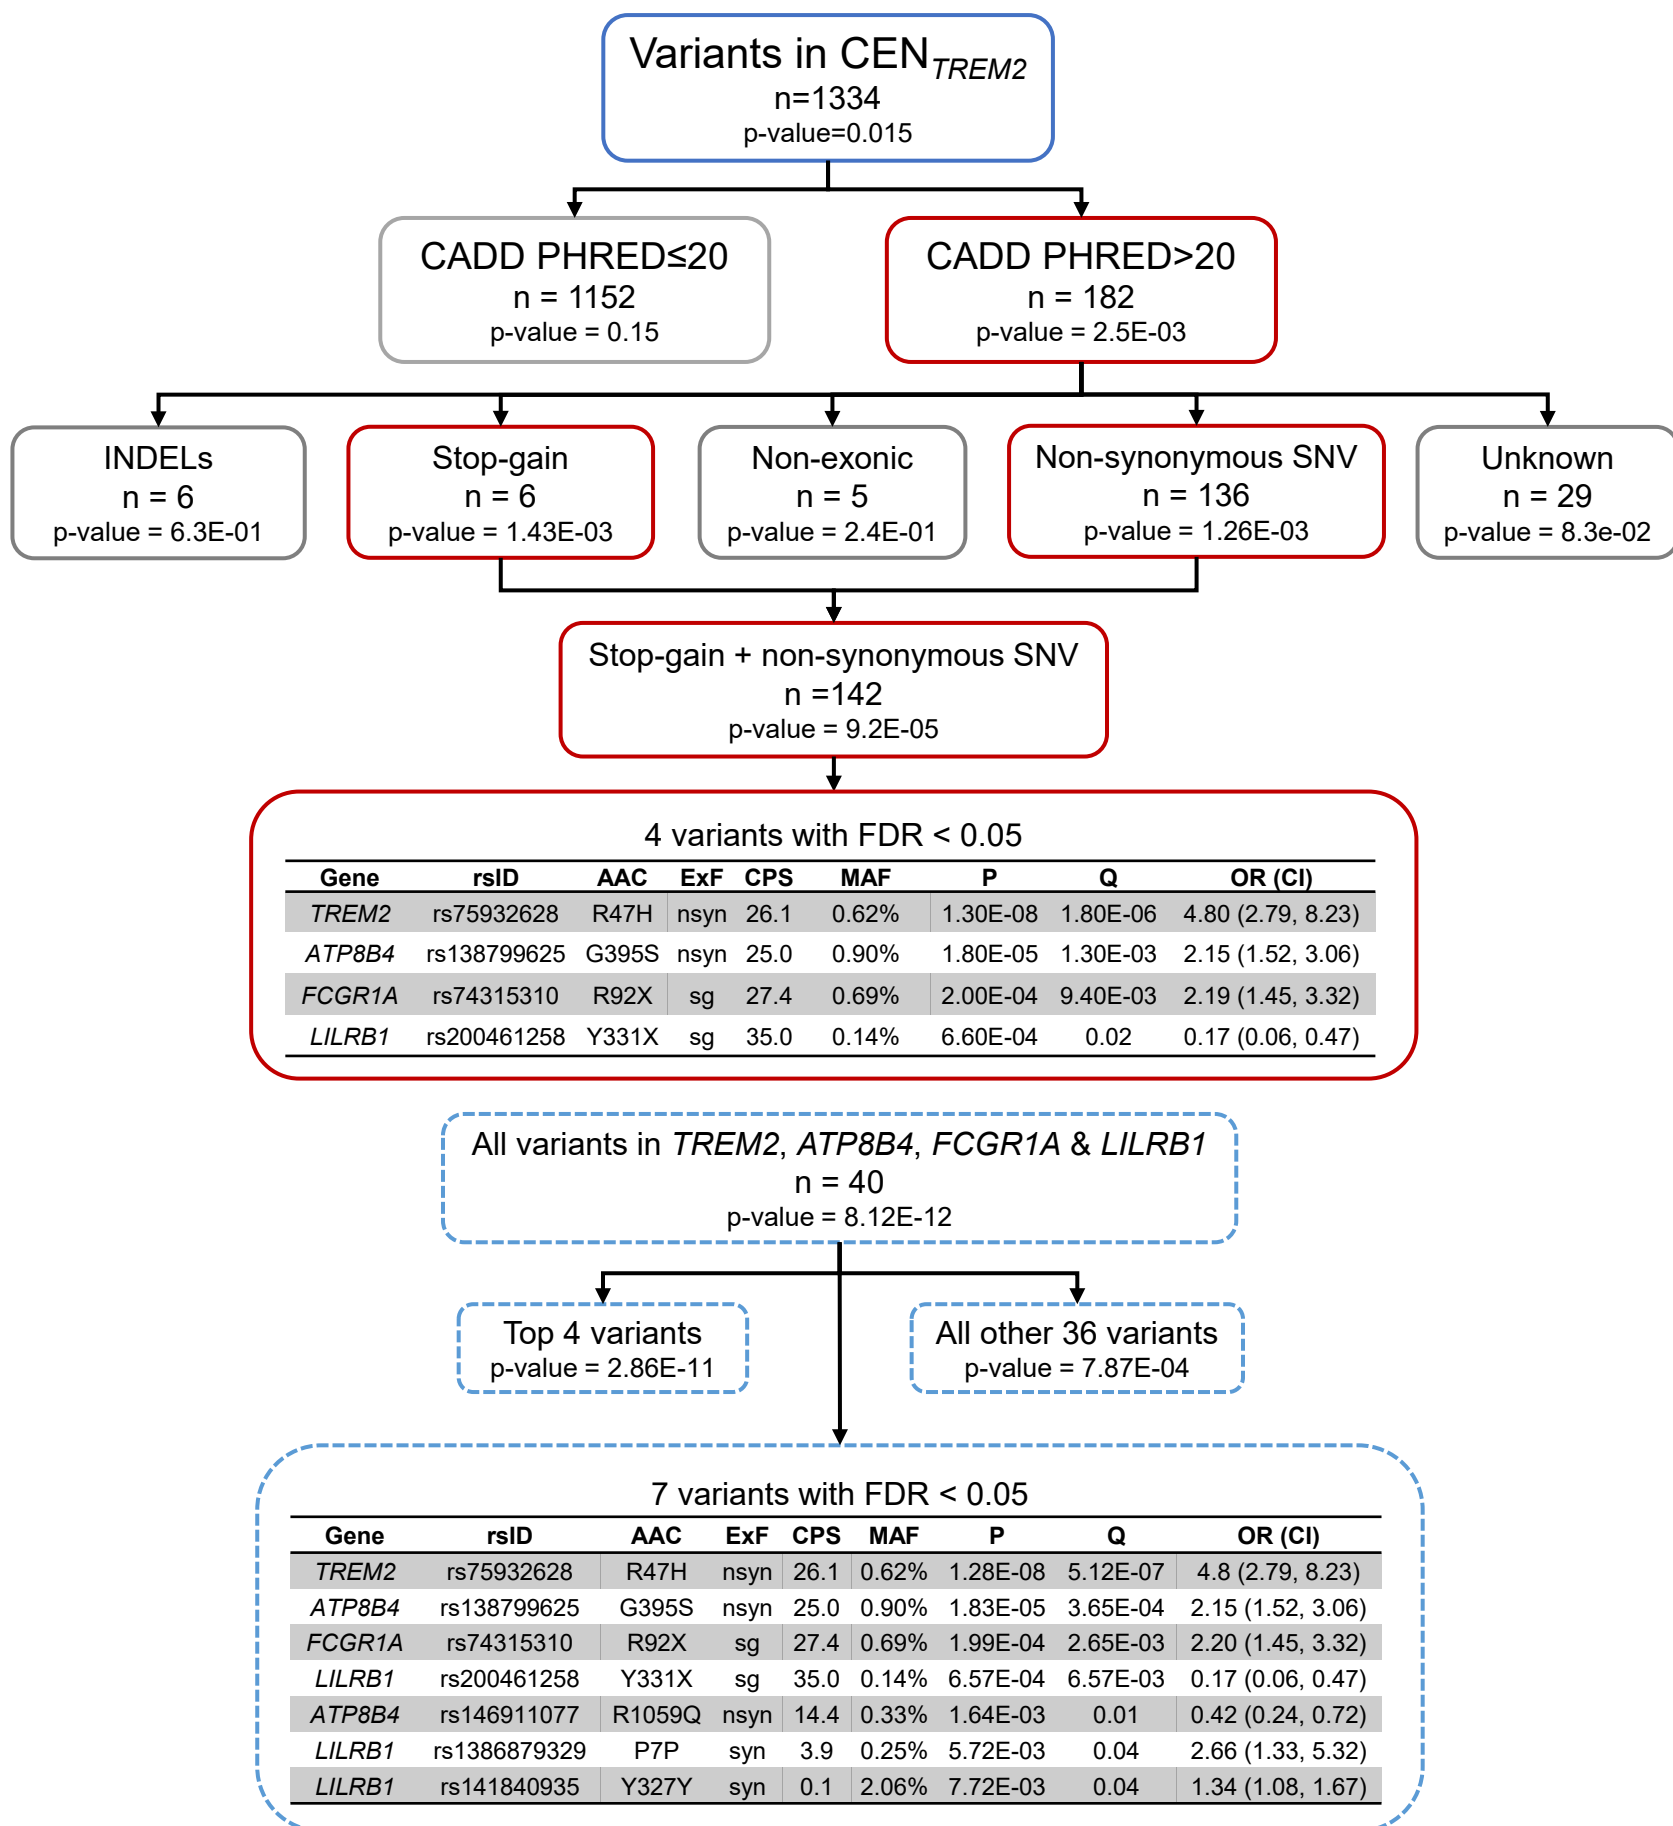 Variants in CEN_TREM2
n=1334
p-value=0.015
CADD PHRED≤20
n = 1152
p-value = 0.15
CADD PHRED>20
n = 182
p-value = 2.5E-03
INDELs
n = 6
p-value = 6.3E-01
Stop-gain
n = 6
p-value = 1.43E-03
Non-exonic
n = 5
p-value = 2.4E-01
Non-synonymous SNV
n = 136
p-value = 1.26E-03
Unknown
n = 29
p-value = 8.3e-02
Stop-gain + non-synonymous SNV
n =142
p-value = 9.2E-05
4 variants with FDR < 0.05
Gene rsID AAC ExF CPS MAF P Q OR (CI)
TREM2 rs75932628 R47H nsyn 26.1 0.62% 1.30E-08 1.80E-06 4.80 (2.79, 8.23)
ATP8B4 rs138799625 G395S nsyn 25.0 0.90% 1.80E-05 1.30E-03 2.15 (1.52, 3.06)
FCGR1A rs74315310 R92X sg 27.4 0.69% 2.00E-04 9.40E-03 2.19 (1.45, 3.32)
LILRB1 rs200461258 Y331X sg 35.0 0.14% 6.60E-04 0.02 0.17 (0.06, 0.47)
All variants in TREM2, ATP8B4, FCGR1A & LILRB1
n = 40
p-value = 8.12E-12
Top 4 variants
p-value = 2.86E-11
All other 36 variants
p-value = 7.87E-04
7 variants with FDR < 0.05
Gene rsID AAC ExF CPS MAF P Q OR (CI)
TREM2 rs75932628 R47H nsyn 26.1 0.62% 1.28E-08 5.12E-07 4.8 (2.79, 8.23)
ATP8B4 rs138799625 G395S nsyn 25.0 0.90% 1.83E-05 3.65E-04 2.15 (1.52, 3.06)
FCGR1A rs74315310 R92X sg 27.4 0.69% 1.99E-04 2.65E-03 2.20 (1.45, 3.32)
LILRB1 rs200461258 Y331X sg 35.0 0.14% 6.57E-04 6.57E-03 0.17 (0.06, 0.47)
ATP8B4 rs146911077 R1059Q nsyn 14.4 0.33% 1.64E-03 0.01 0.42 (0.24, 0.72)
LILRB1 rs1386879329 P7P syn 3.9 0.25% 5.72E-03 0.04 2.66 (1.33, 5.32)
LILRB1 rs141840935 Y327Y syn 0.1 2.06% 7.72E-03 0.04 1.34 (1.08, 1.67)